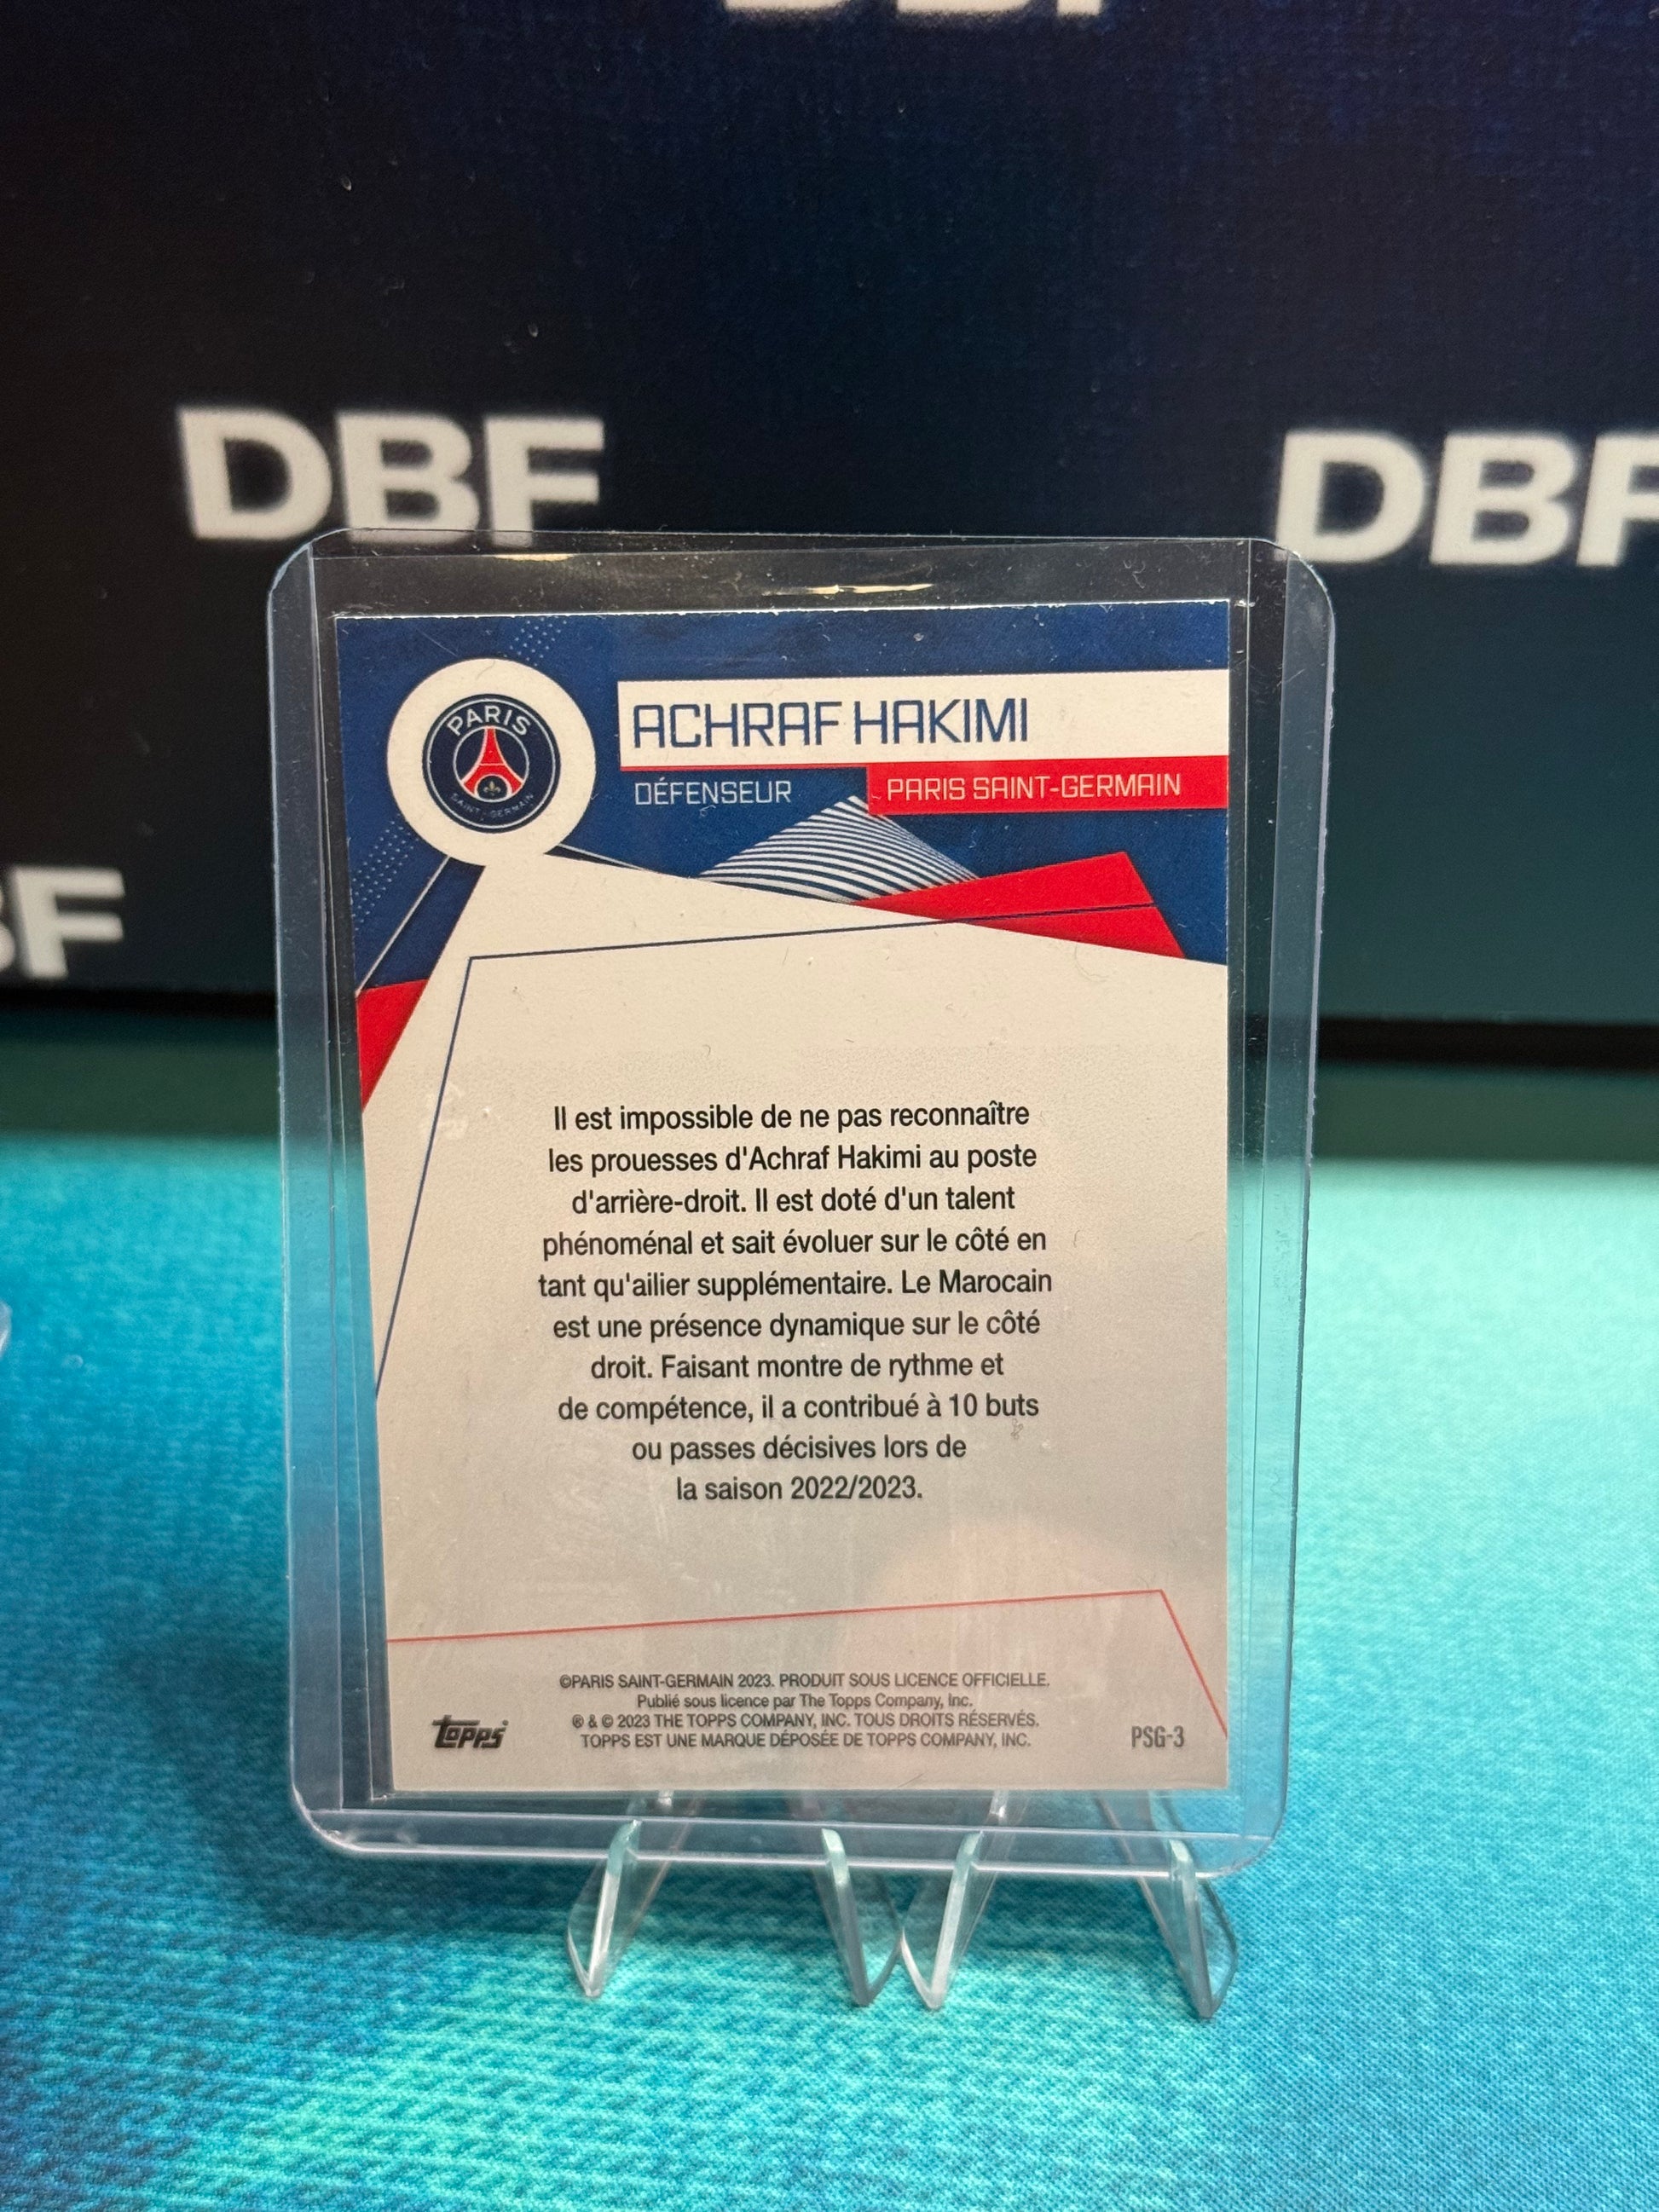 DBF
DBF
DBF
BF
PARIS
SAINT-GERMAIN
ACHRAF HAKIMI
DÉFENSEUR
PARIS SAINT-GERMAIN
Il est impossible de ne pas reconnaître
les prouesses d'Achraf Hakimi au poste
d'arrière-droit. Il est doté d'un talent
phénoménal et sait évoluer sur le côté en
tant qu'ailier supplémentaire. Le Marocain
est une présence dynamique sur le côté
droit. Faisant montre de rythme et
de compétence, il a contribué à 10 buts
ou passes décisives lors de
la saison 2022/2023.
©PARIS SAINT-GERMAIN 2023. PRODUIT SOUS LICENCE OFFICIELLE.
Publié sous licence par The Topps Company, Inc.
® & © 2023 THE TOPPS COMPANY, INC. TOUS DROITS RÉSERVÉS.
TOPPS EST UNE MARQUE DÉPOSÉE DE TOPPS COMPANY, INC.
topps
PSG-3